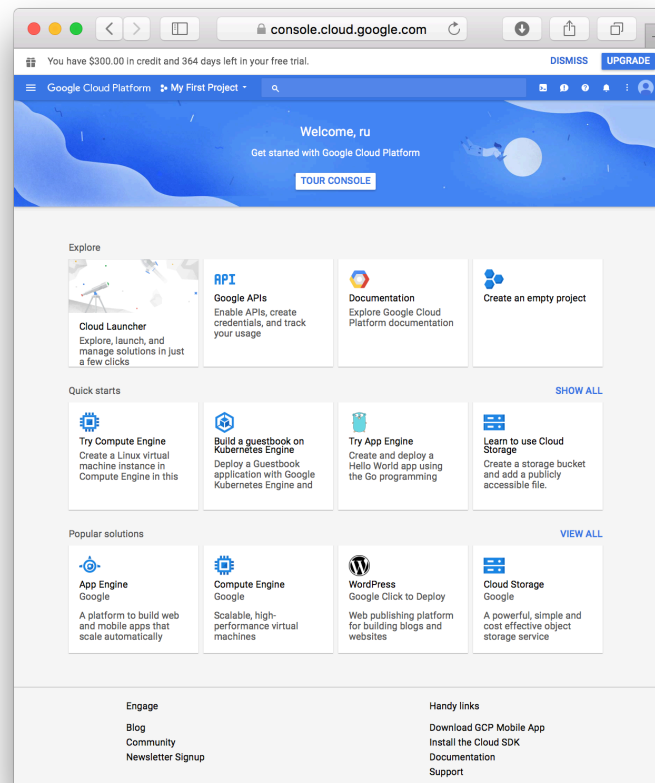 console.cloud.google.com
You have $300.00 in credit and 364 days left in your free trial.
DISMISS
UPGRADE
Google Cloud Platform
My First Project
Welcome, ru
Get started with Google Cloud Platform
TOUR CONSOLE
Explore
Cloud Launcher
Explore, launch, and
manage solutions in just
a few clicks
API
Google APIs
Enable APIs, create
credentials, and track
your usage
Documentation
Explore Google Cloud
Platform documentation
Create an empty project
Quick starts
SHOW ALL
Try Compute Engine
Create a Linux virtual
machine instance in
Compute Engine in this
Build a guestbook on
Kubernetes Engine
Deploy a Guestbook
application with Google
Kubernetes Engine and
Try App Engine
Create and deploy a
Hello World app using
the Go programming
Learn to use Cloud
Storage
Create a storage bucket
and add a publicly
accessible file.
Popular solutions
VIEW ALL
App Engine
Google
A platform to build web
and mobile apps that
scale automatically
Compute Engine
Google
Scalable, high-
performance virtual
machines
WordPress
Google Click to Deploy
Web publishing platform
for building blogs and
websites
Cloud Storage
Google
A powerful, simple and
cost effective object
storage service
Engage
Blog
Community
Newsletter Signup
Handy links
Download GCP Mobile App
Install the Cloud SDK
Documentation
Support